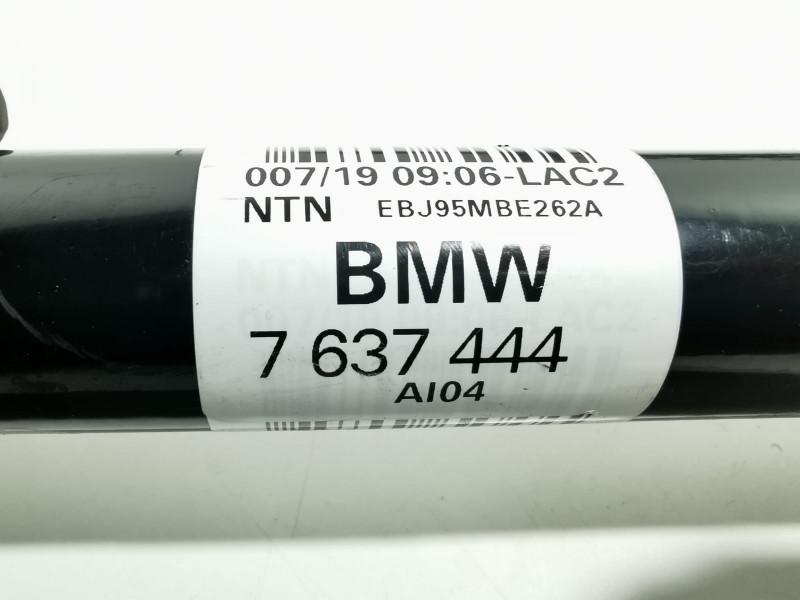 007/19 09:06-LAC2
NTN EBJ95MBE262A
BMW
7 637 444
AI04